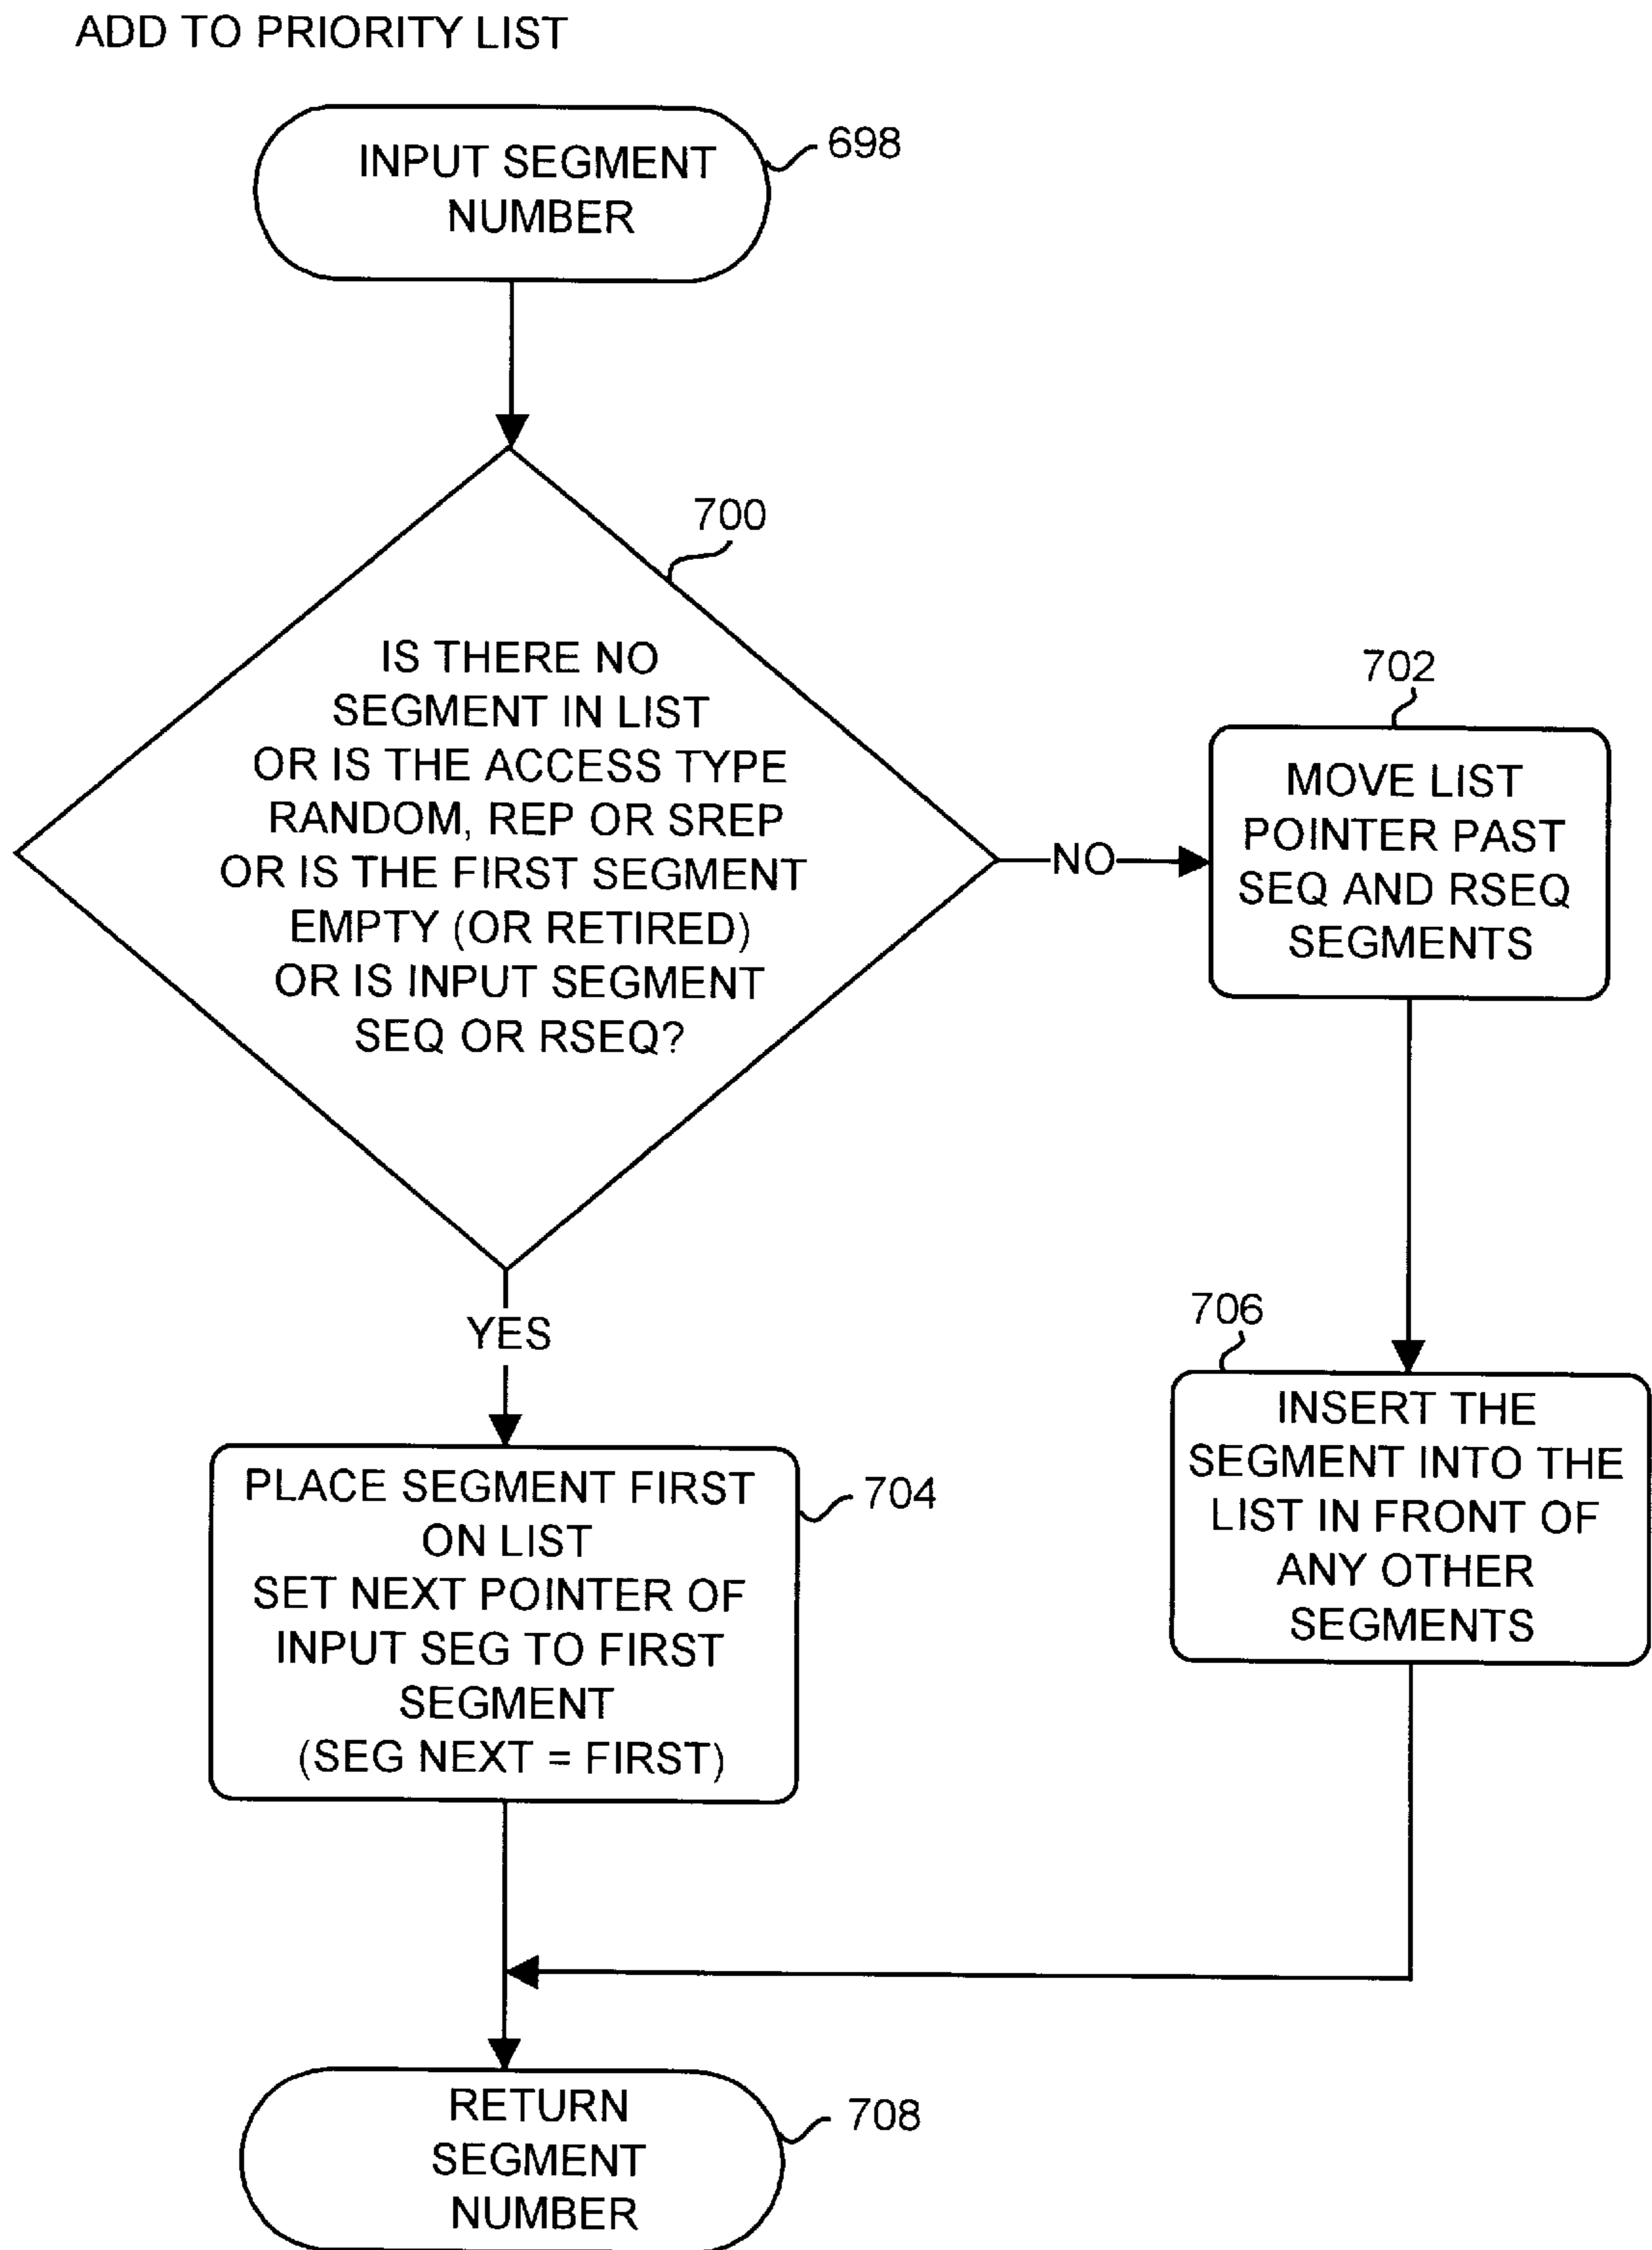 ADD TO PRIORITY LIST
INPUT SEGMENT
NUMBER
698
700
IS THERE NO
SEGMENT IN LIST
OR IS THE ACCESS TYPE
RANDOM, REP OR SREP
OR IS THE FIRST SEGMENT
EMPTY (OR RETIRED)
OR IS INPUT SEGMENT
SEQ OR RSEQ?
NO
702
MOVE LIST
POINTER PAST
SEQ AND RSEQ
SEGMENTS
YES
706
INSERT THE
SEGMENT INTO THE
LIST IN FRONT OF
ANY OTHER
SEGMENTS
PLACE SEGMENT FIRST
ON LIST
SET NEXT POINTER OF
INPUT SEG TO FIRST
SEGMENT
(SEG NEXT = FIRST)
704
RETURN
SEGMENT
NUMBER
708